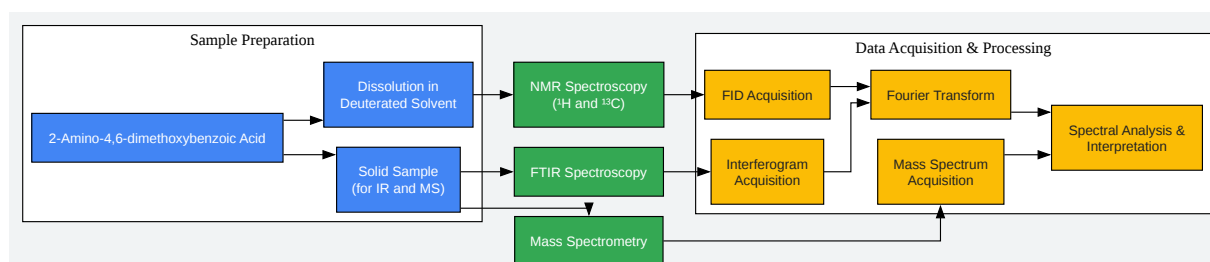 Sample Preparation
2-Amino-4,6-dimethoxybenzoic Acid
Dissolution in
Deuterated Solvent
Solid Sample
(for IR and MS)
NMR Spectroscopy
(¹H and ¹³C)
FTIR Spectroscopy
Mass Spectrometry
Data Acquisition & Processing
FID Acquisition
Interferogram
Acquisition
Fourier Transform
Mass Spectrum
Acquisition
Spectral Analysis &
Interpretation